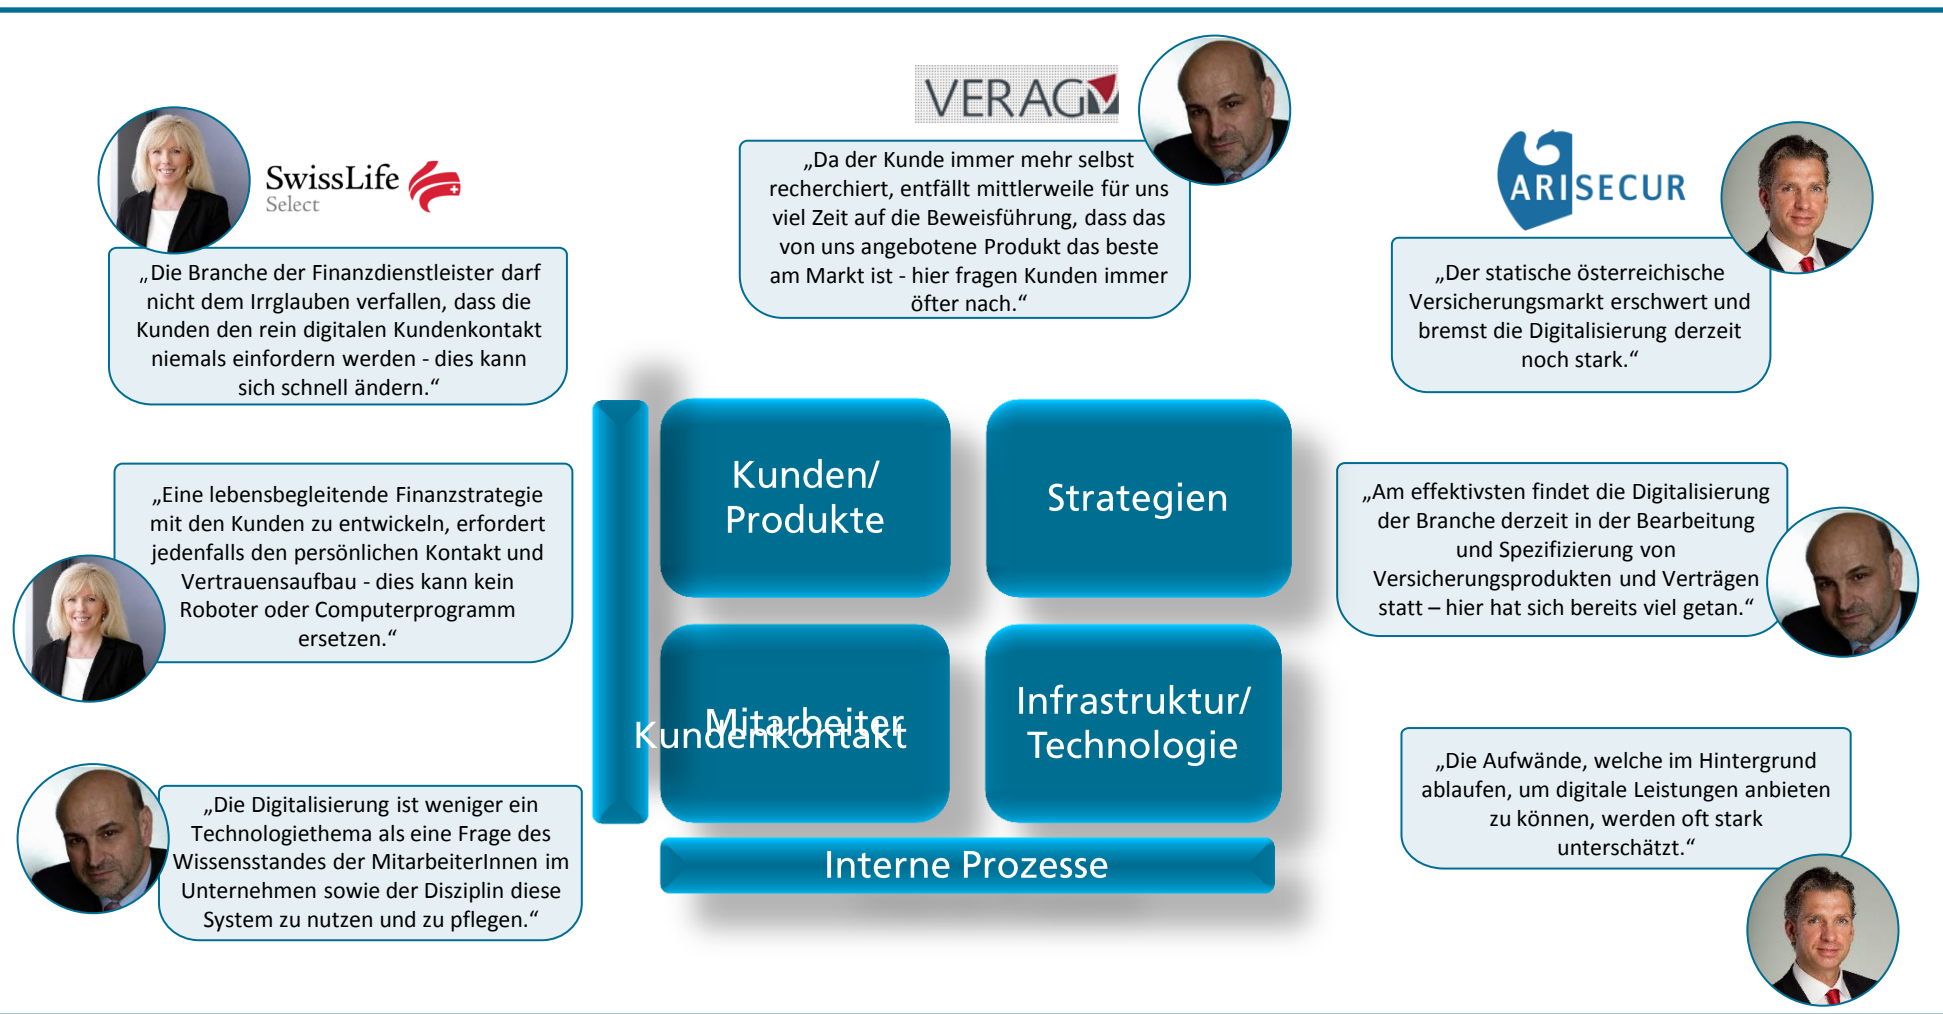 VERAG
SwissLife
Select
ARISECUR
„Da der Kunde immer mehr selbst
recherchiert, entfällt mittlerweile für uns
viel Zeit auf die Beweisführung, dass das
von uns angebotene Produkt das beste
am Markt ist - hier fragen Kunden immer
öfter nach.“
„Die Branche der Finanzdienstleister darf
nicht dem Irrglauben verfallen, dass die
Kunden den rein digitalen Kundenkontakt
niemals einfordern werden - dies kann
sich schnell ändern.“
„Der statische österreichische
Versicherungsmarkt erschwert und
bremst die Digitalisierung derzeit
noch stark.“
„Eine lebensbegleitende Finanzstrategie
mit den Kunden zu entwickeln, erfordert
jedenfalls den persönlichen Kontakt und
Vertrauensaufbau - dies kann kein
Roboter oder Computerprogramm
ersetzen.“
Kunden/
Produkte
Strategien
„Am effektivsten findet die Digitalisierung
der Branche derzeit in der Bearbeitung
und Spezifizierung von
Versicherungsprodukten und Verträgen
statt – hier hat sich bereits viel getan.“
Mitarbeiter
Kundenkontakt
Infrastruktur/
Technologie
„Die Digitalisierung ist weniger ein
Technologiethema als eine Frage des
Wissensstandes der MitarbeiterInnen im
Unternehmen sowie der Disziplin diese
System zu nutzen und zu pflegen.“
Interne Prozesse
„Die Aufwände, welche im Hintergrund
ablaufen, um digitale Leistungen anbieten
zu können, werden oft stark
unterschätzt.“